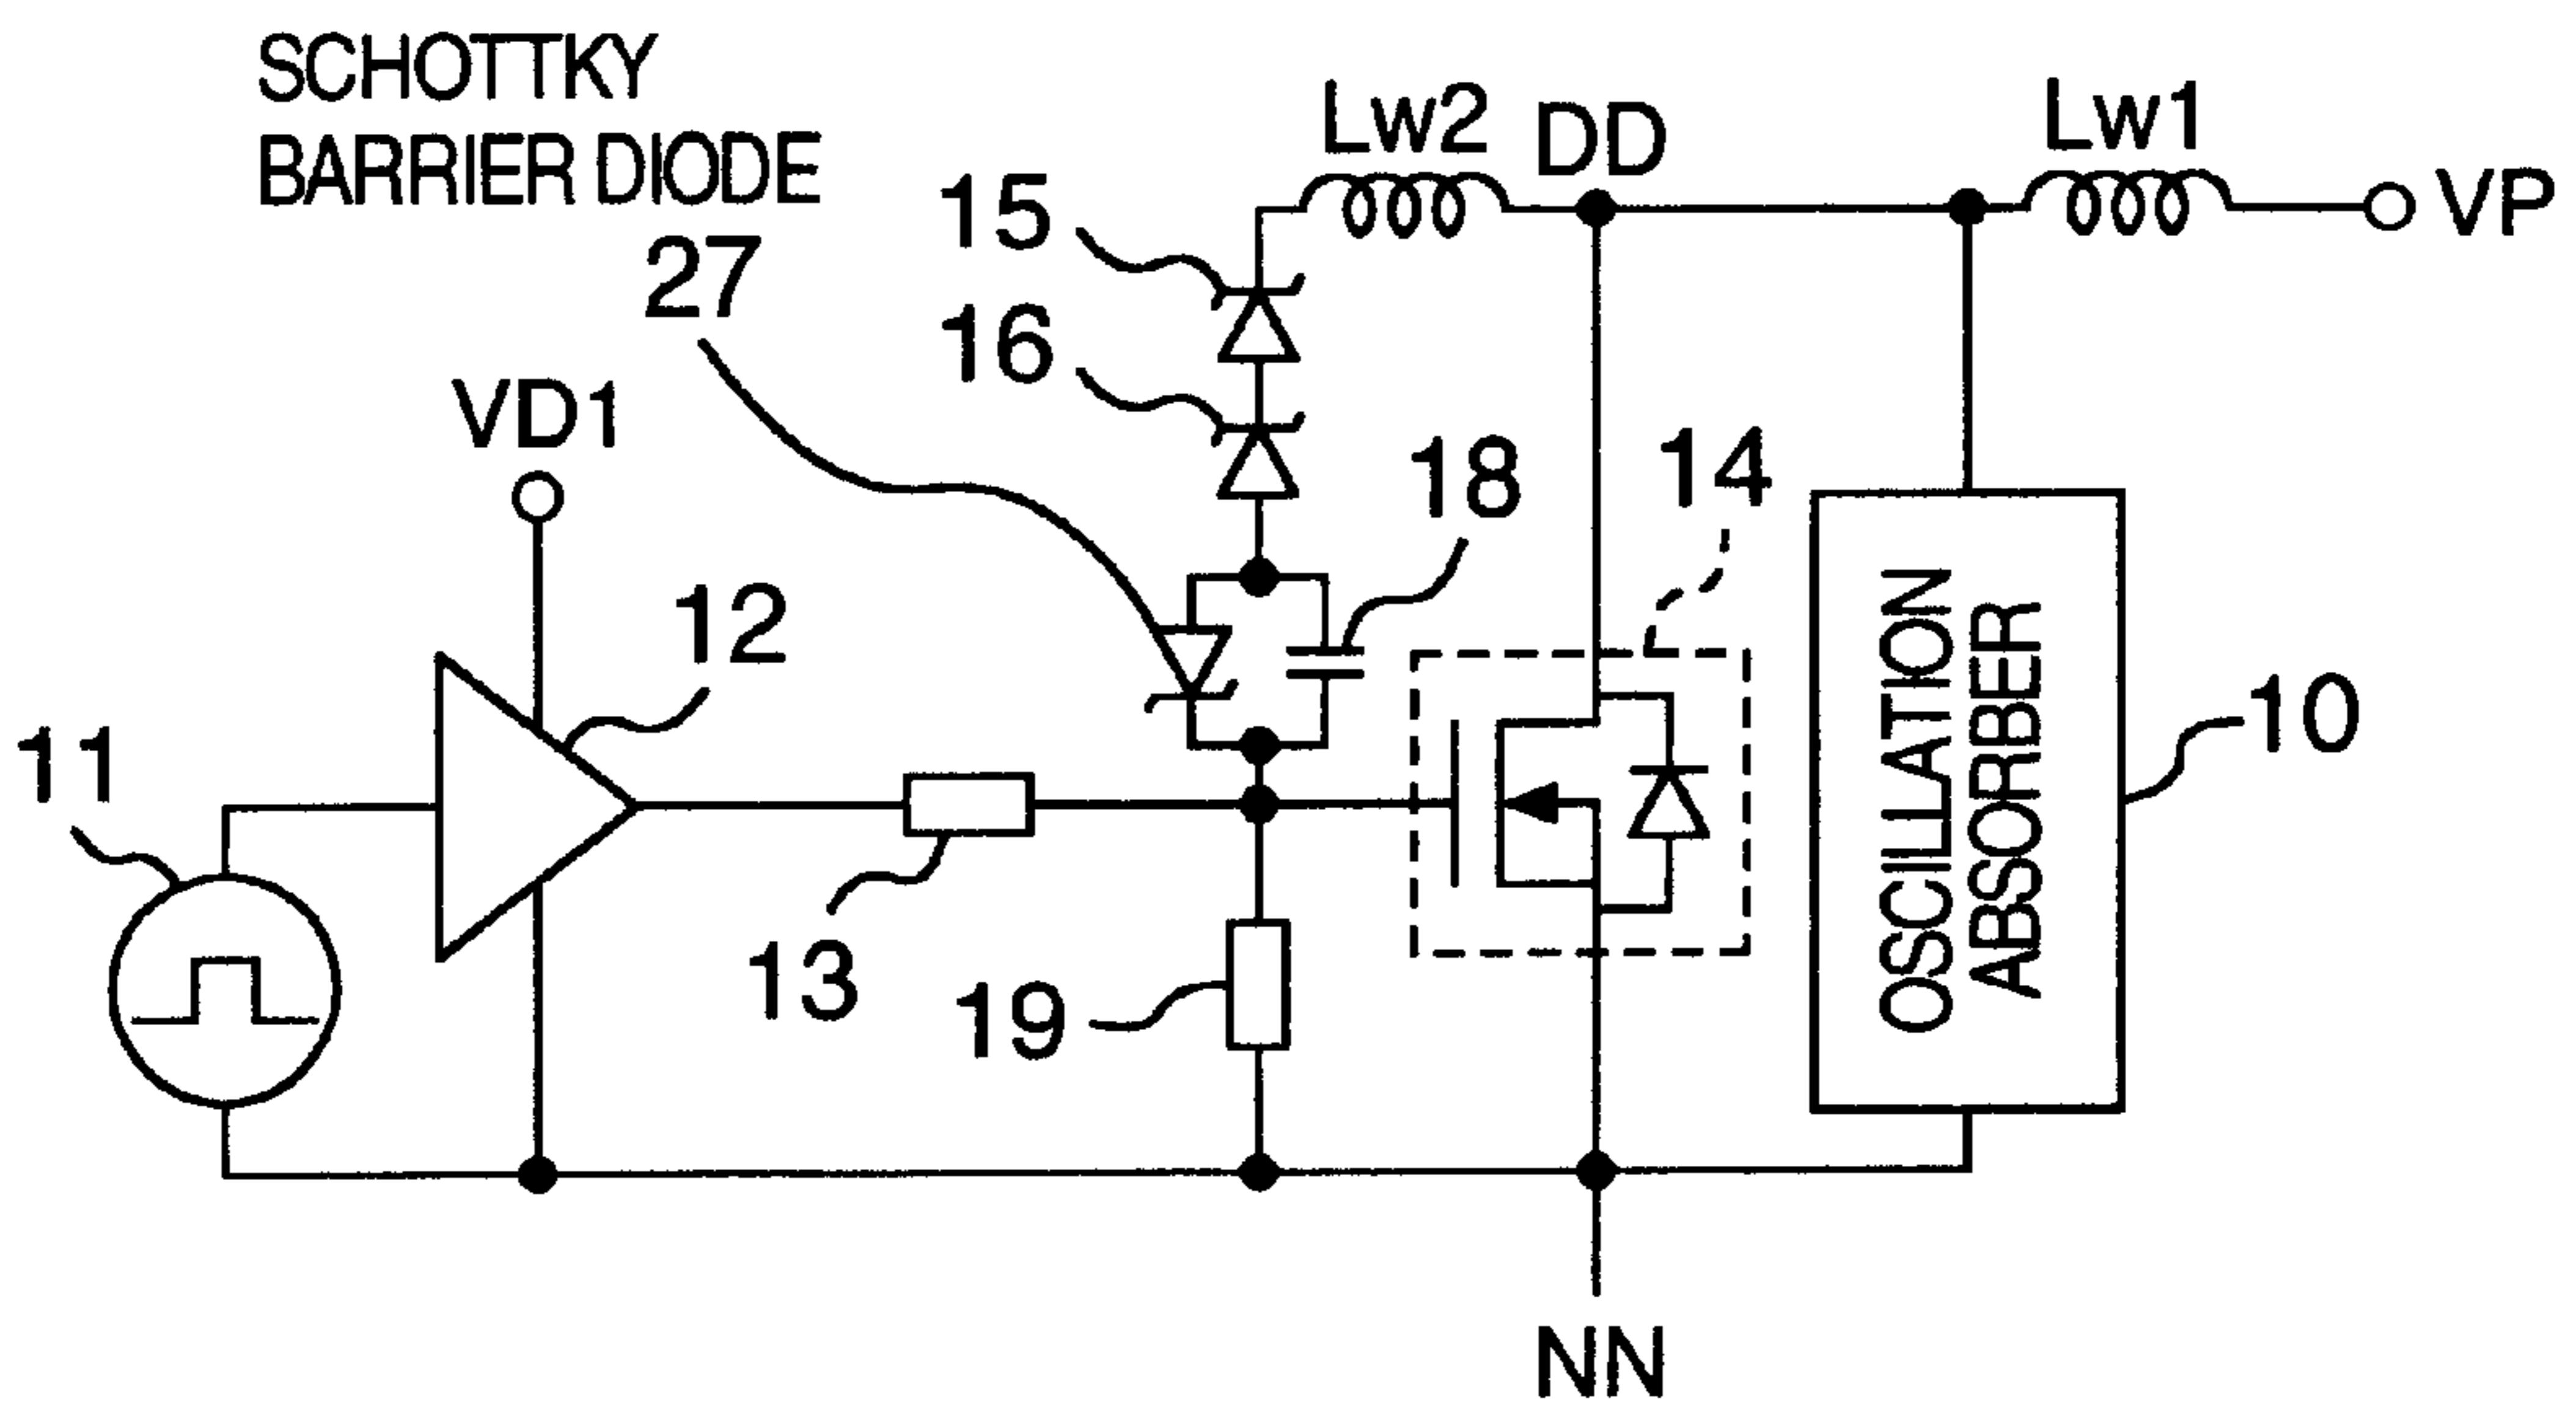 SCHOTTKY
BARRIER DIODE
27
15
16
Lw2
DD
Lw1
VP
VD1
12
18
14
11
10
OSCILLATION
ABSORBER
13
19
NN